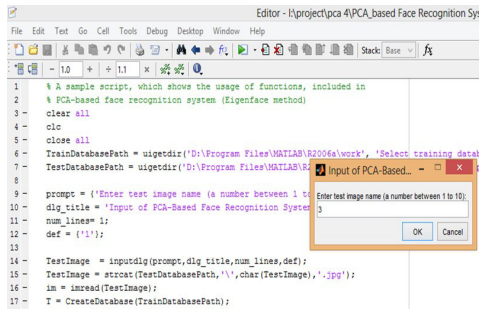 Editor - I:\project\pca 4\PCA_based Face Recognition Sys
File Edit Text Go Cell Tools Debug Desktop Window Help
Stack: Base fx
- 1.0 + ÷ 1.1 ×
1 % A sample script, which shows the usage of functions, included in
2 % PCA-based face recognition system (Eigenface method)
3 - clear all
4 - clc
5 - close all
6 - TrainDatabasePath = uigetdir('D:\Program Files\MATLAB\R2006a\work', 'Select training datab
7 - TestDatabasePath = uigetdir('D:\Program Files\MATLAB\R2
8
9 - prompt = {'Enter test image name (a number between 1 to
10 - dlg_title = 'Input of PCA-Based Face Recognition System
11 - num_lines= 1;
12 - def = {'1'};
13
14 - TestImage = inputdlg(prompt,dlg_title,num_lines,def);
15 - TestImage = strcat(TestDatabasePath,'\',char(TestImage),'.jpg');
16 - im = imread(TestImage);
17 - T = CreateDatabase(TrainDatabasePath);
Input of PCA-Based...
Enter test image name (a number between 1 to 10):
3
OK Cancel